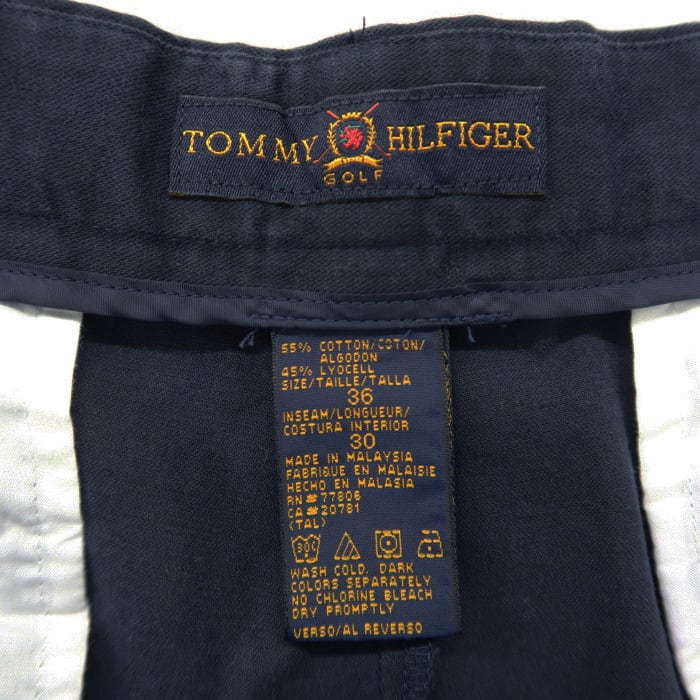 TOMMY HILFIGER
GOLF
55% COTTON/COTON/
ALGODON
45% LYOCELL
SIZE/TAILLE/TALLA
36
INSEAM/LONGUEUR/
COSTURA INTERIOR
30
MADE IN MALAYSIA
FABRIQUE EN MALAISIE
HECHO EN MALASIA
RN#77806
CA#20781
(TAL)
30C
WASH COLD. DARK
COLORS SEPARATELY
NO CHLORINE BLEACH
DRY PROMPTLY
VERSO/AL REVERSO